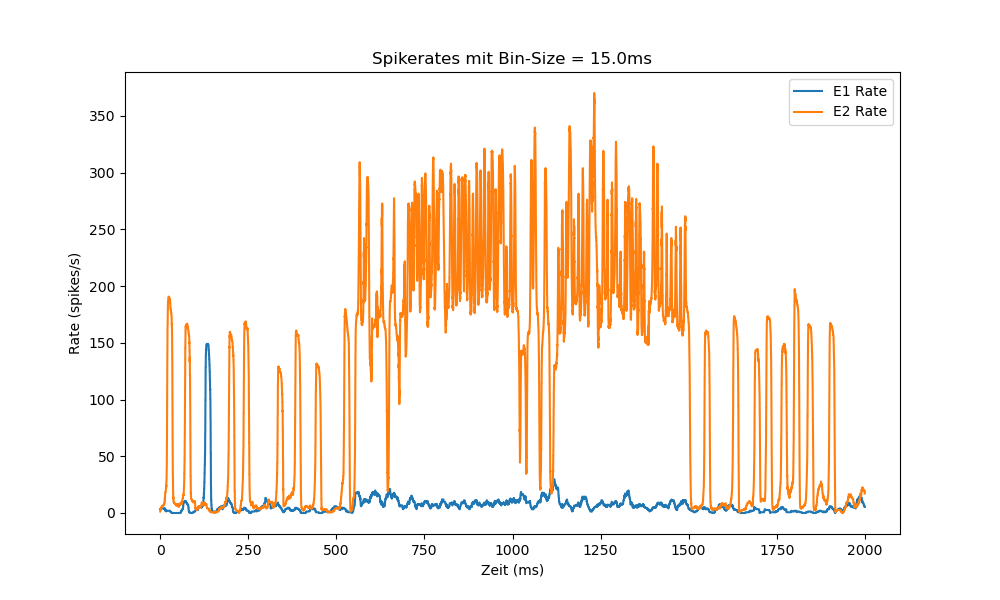 Spikerates mit Bin-Size = 15.0ms
E1 Rate
E2 Rate
Rate (spikes/s)
350
300
250
200
150
100
50
0
0 250 500 750 1000 1250 1500 1750 2000
Zeit (ms)